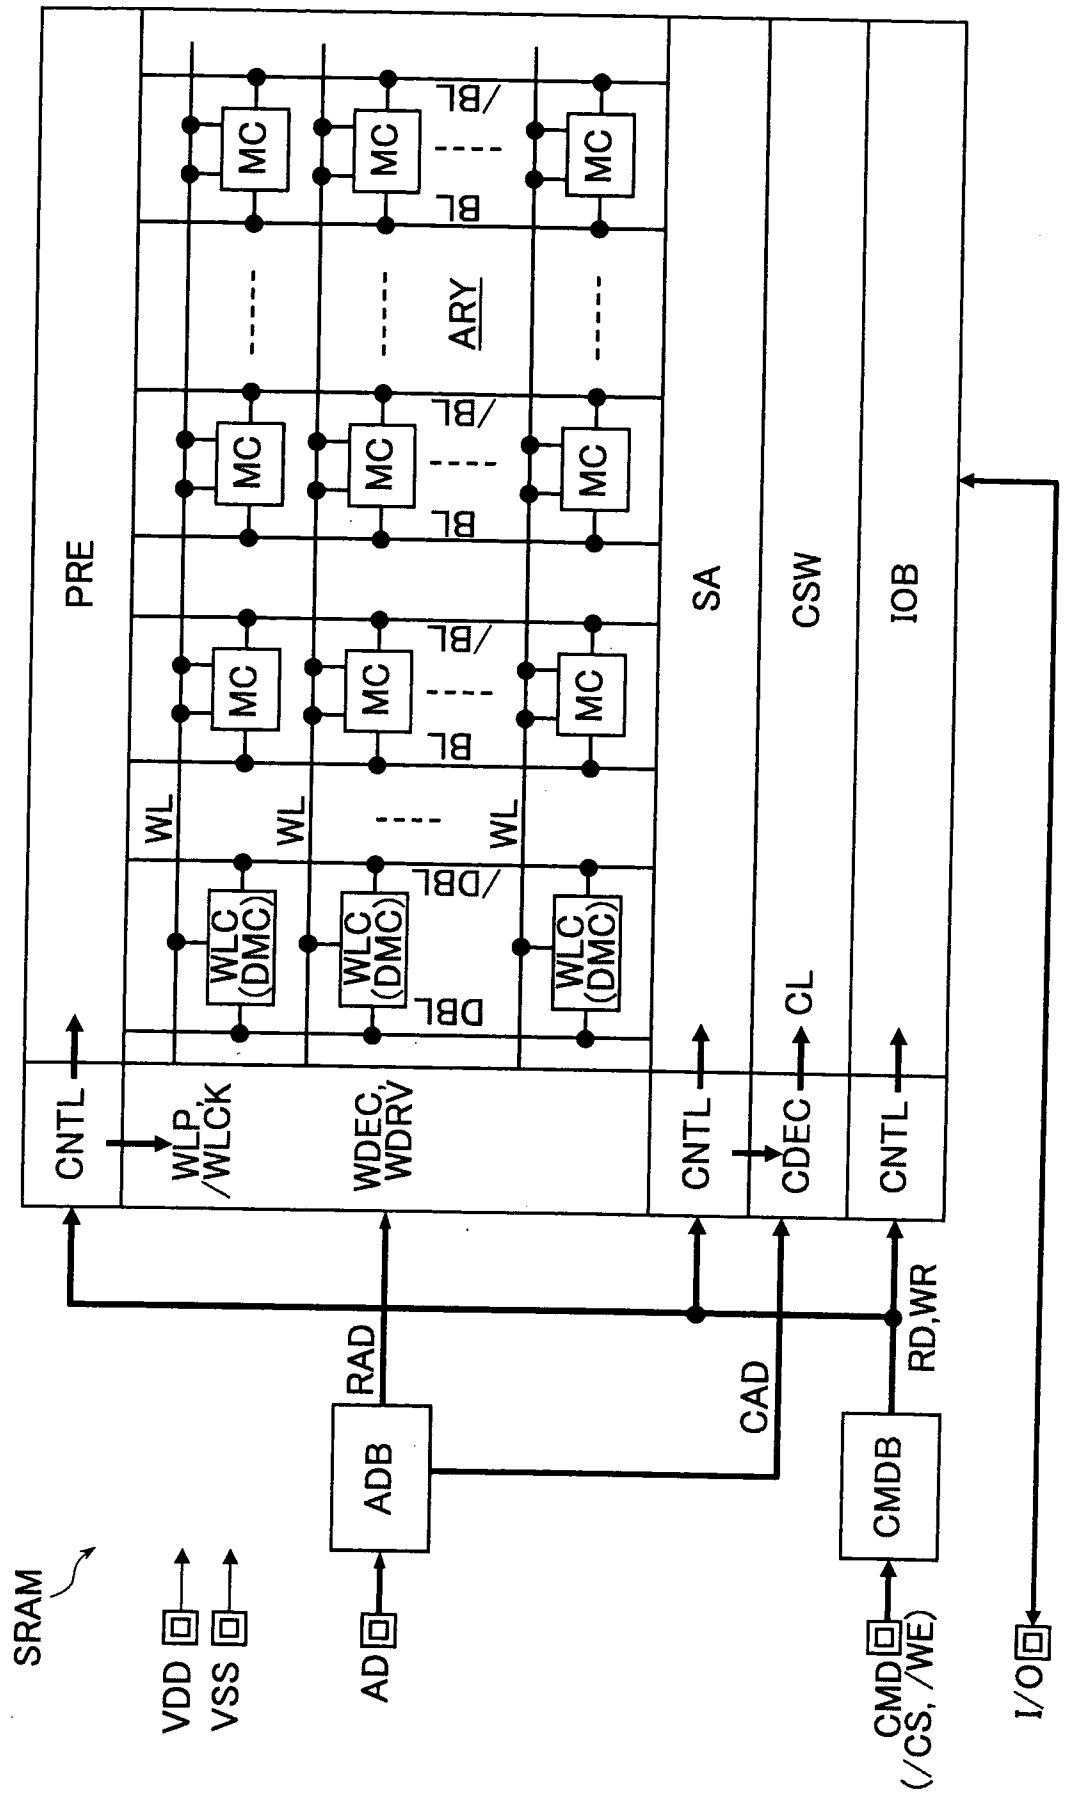 SRAM
CNTL
PRE
VDD
VSS
WLP,
/WLCK
WL
WLC
(DMC)
MC
MC
MC
AD
ADB
RAD
WDEC,
WDRV
WL
WLC
(DMC)
MC
MC
MC
DBL
/DBL
BL
/BL
BL
/BL
ARY
BL
/BL
WL
WLC
(DMC)
MC
MC
MC
CNTL
SA
CAD
CDEC
CL
CSW
CMD
(/CS, /WE)
CMDB
RD,WR
CNTL
IOB
I/O